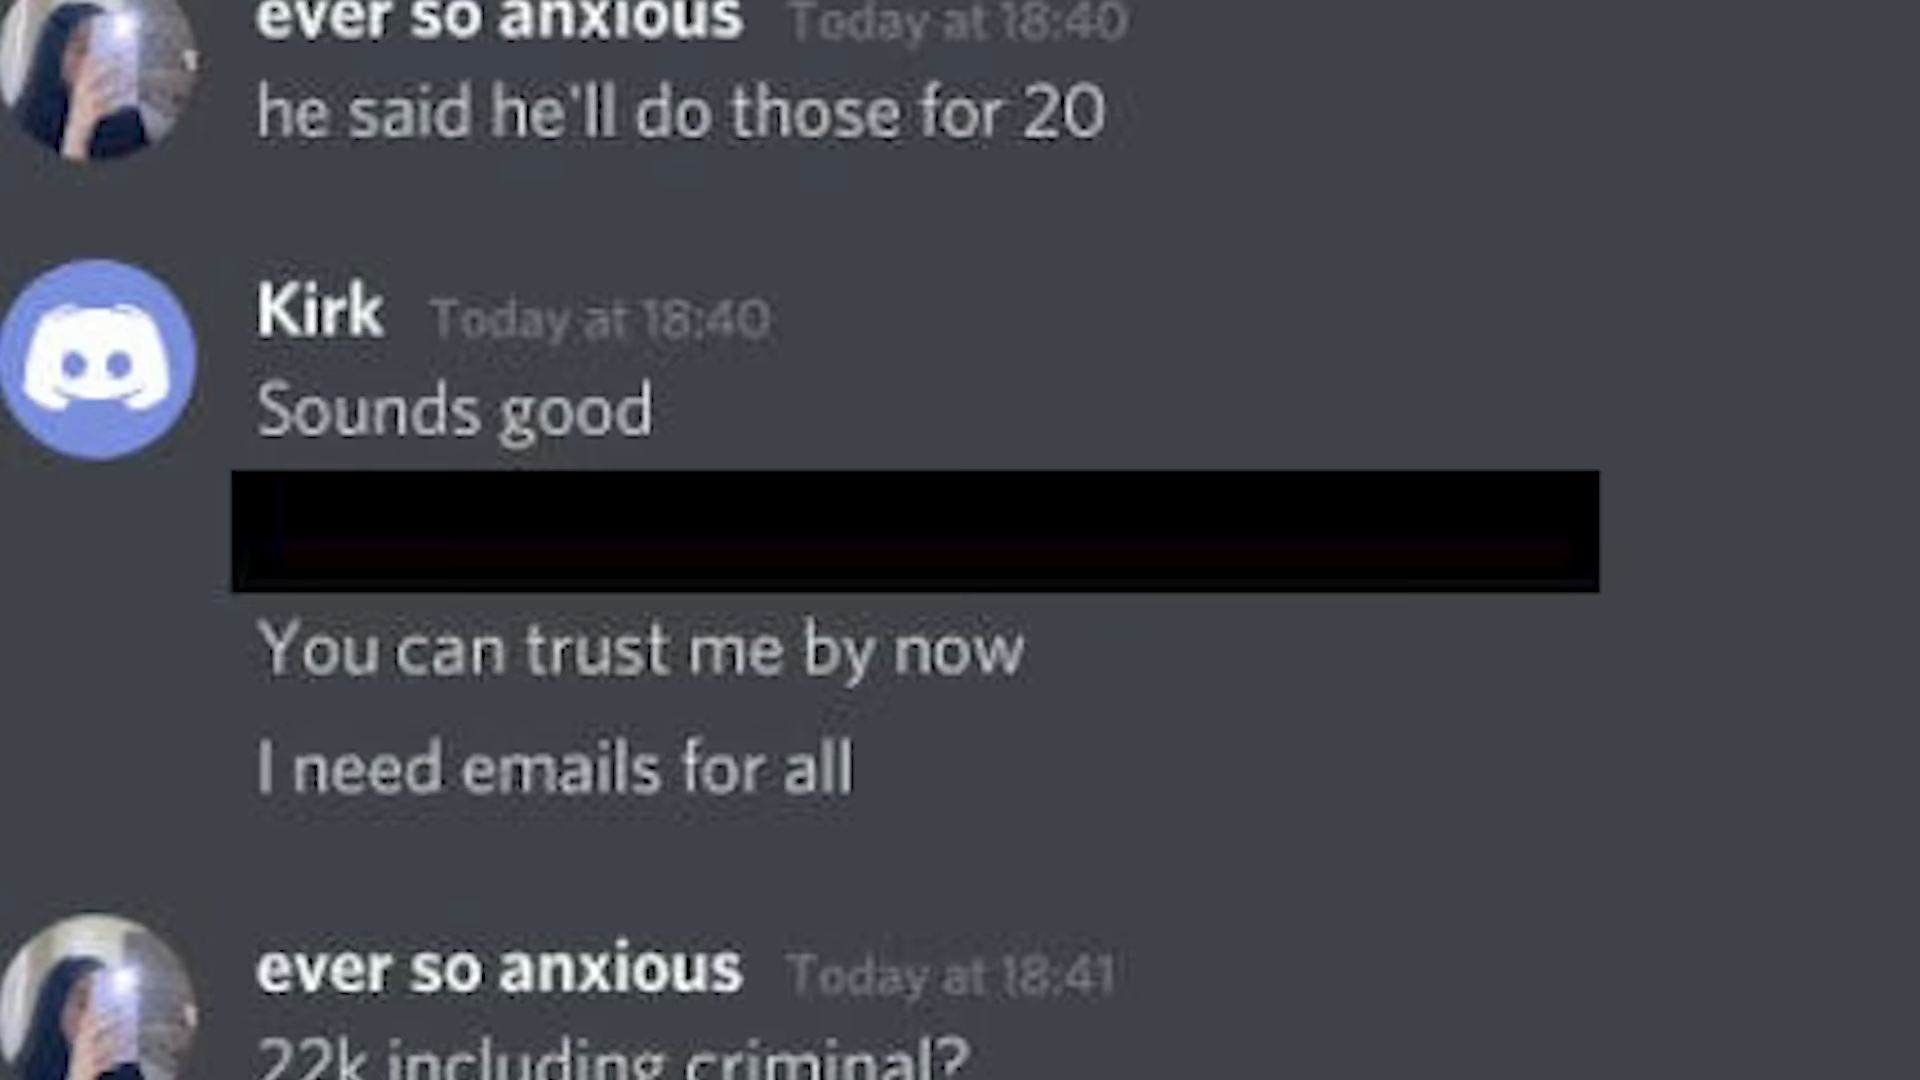 ever so anxious Today at 18:40
he said he'll do those for 20
Kirk Today at 18:40
Sounds good
You can trust me by now
I need emails for all
ever so anxious Today at 18:41
22k including criminal?